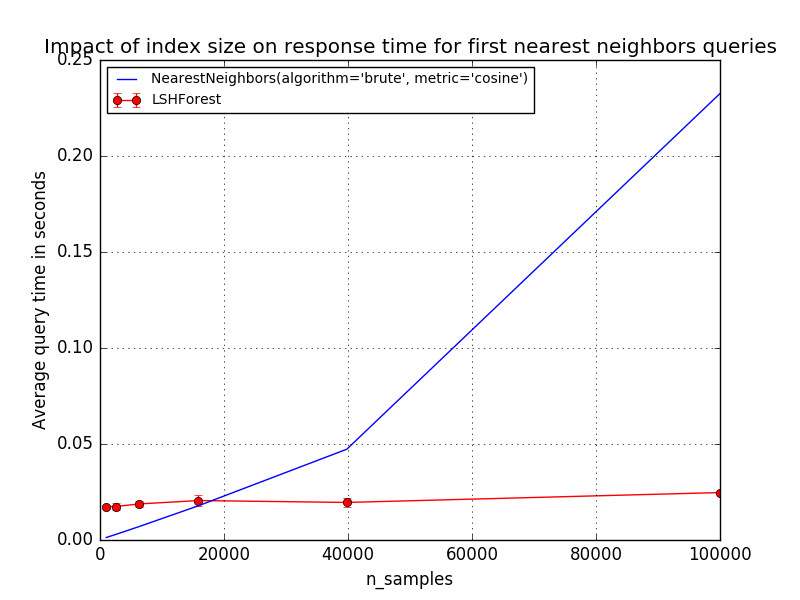 Impact of index size on response time for first nearest neighbors queries
NearestNeighbors(algorithm='brute', metric='cosine')
LSHForest
Average query time in seconds
0.25
0.20
0.15
0.10
0.05
0.00
0 20000 40000 60000 80000 100000
n_samples